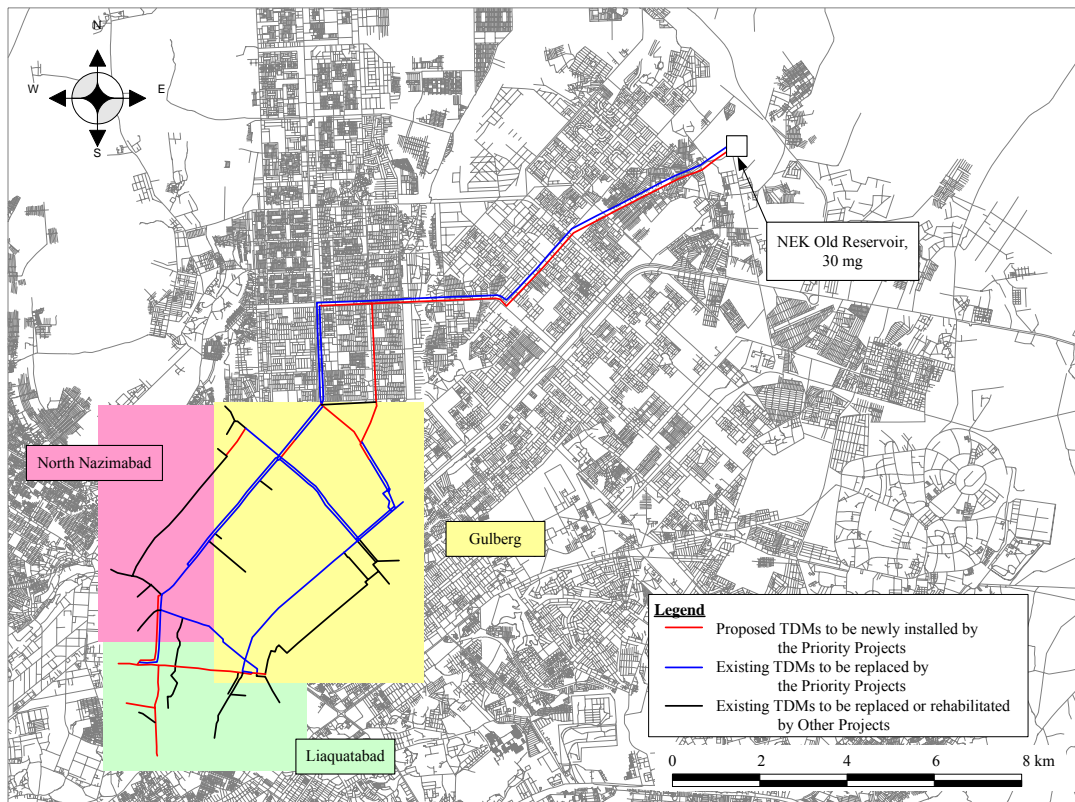 N
W
E
S
NEK Old Reservoir,
30 mg
North Nazimabad
Gulberg
Liaquatabad
Legend
Proposed TDMs to be newly installed by
the Priority Projects
Existing TDMs to be replaced by
the Priority Projects
Existing TDMs to be replaced or rehabilitated
by Other Projects
0
2
4
6
8 km